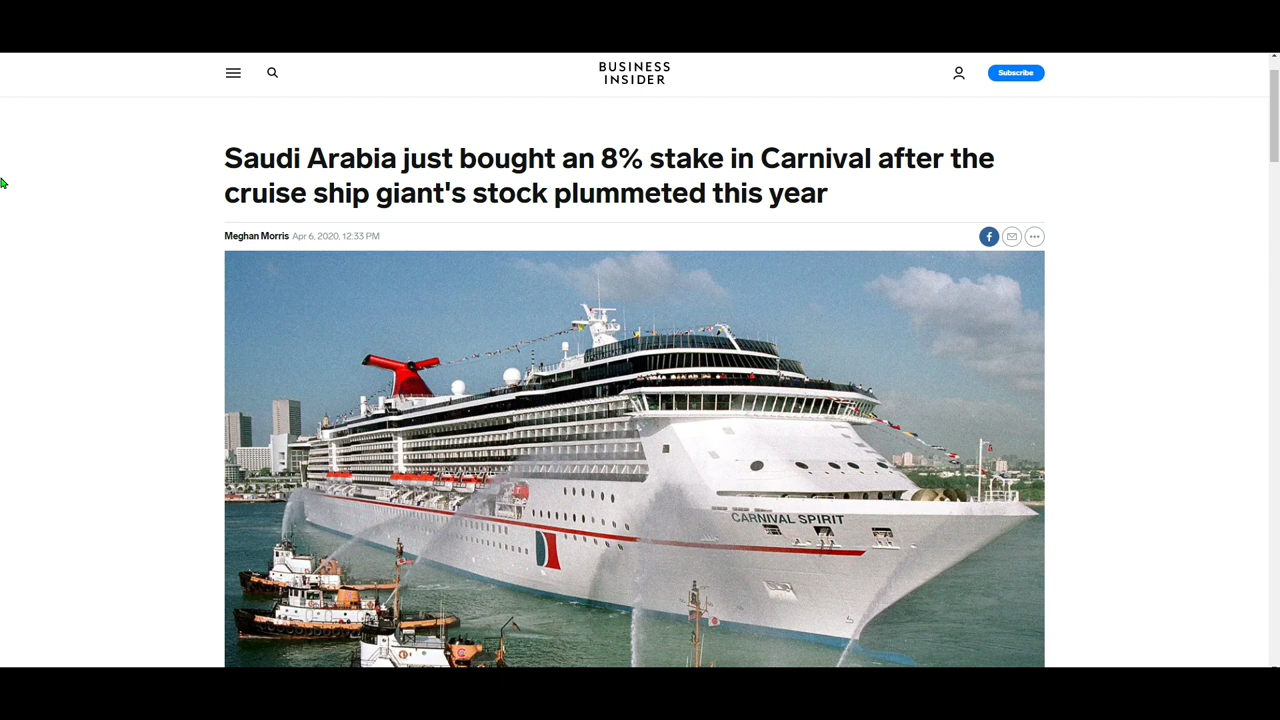 BUSINESS
INSIDER
Subscribe
Saudi Arabia just bought an 8% stake in Carnival after the
cruise ship giant's stock plummeted this year
Meghan Morris Apr 6, 2020, 12:33 PM
CARNIVAL SPIRIT